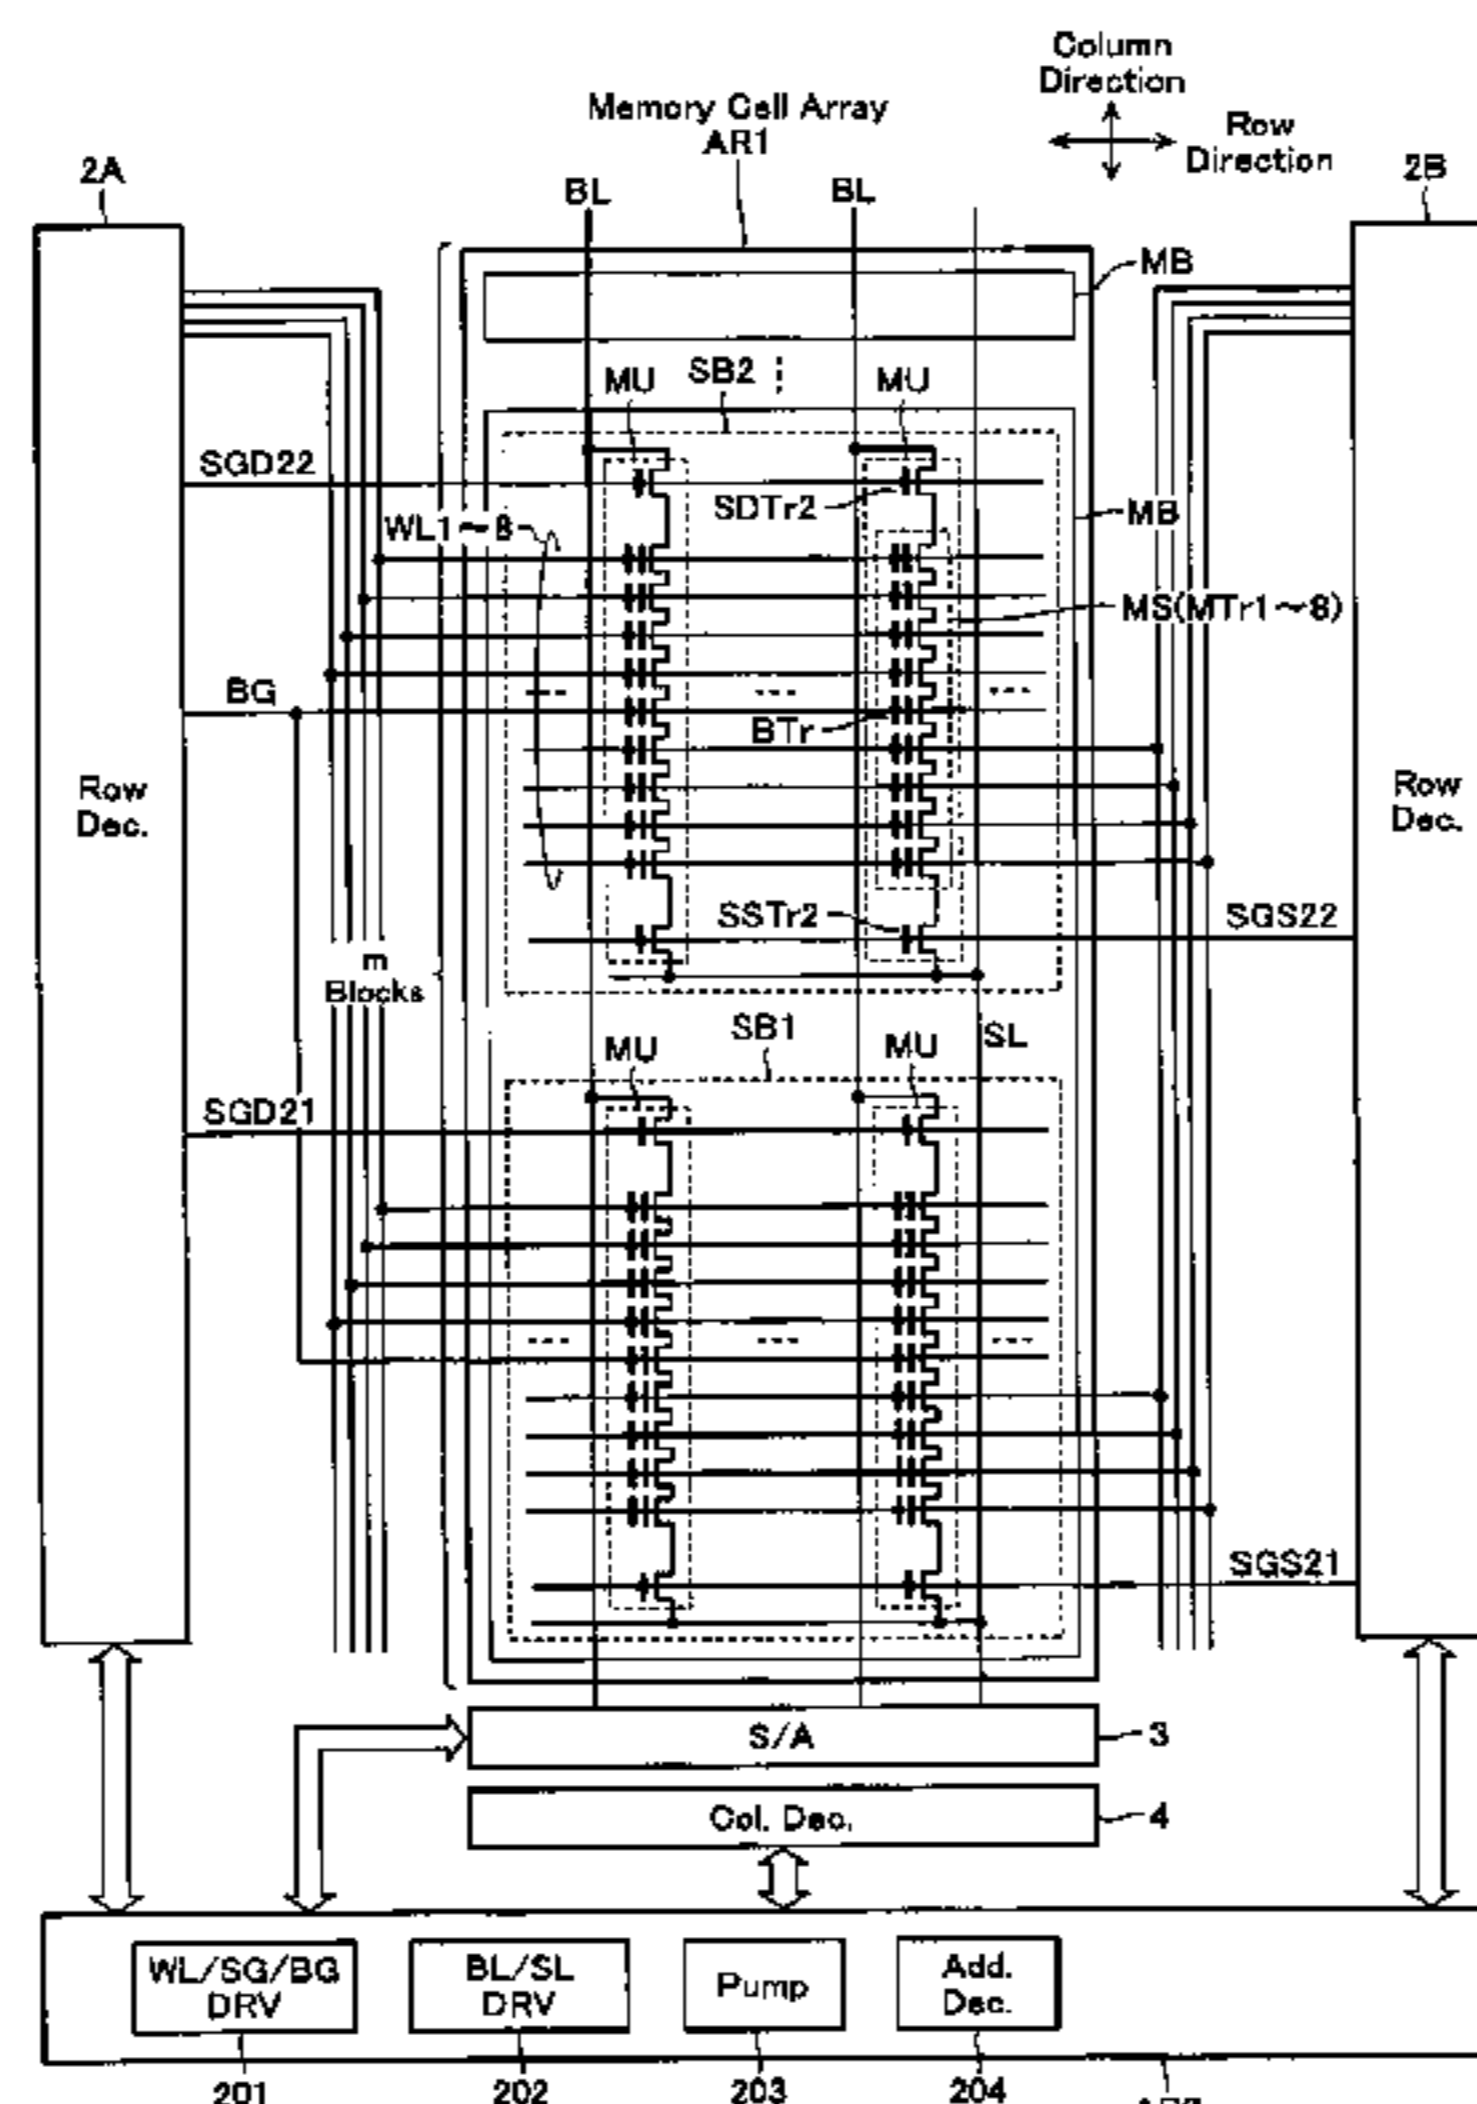 Column
Direction
Memory Cell Array
AR1
Row
Direction
2A
BL
BL
2B
MB
MU
SB2
MU
SGD22
SDTr2
WL1~8
MB
MS(MTr1~8)
BG
BTr
Row
Dec.
Row
Dec.
SSTr2
SGS22
m
Blocks
SB1
SL
MU
MU
SGD21
SGS21
S/A
3
Col. Dec.
4
WL/SG/BG
DRV
BL/SL
DRV
Pump
Add.
Dec.
201
202
203
204